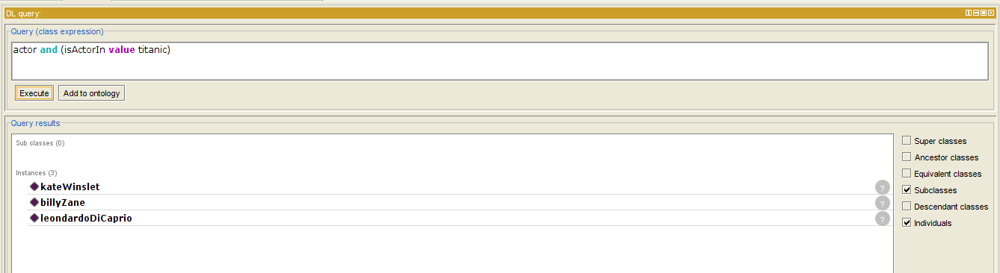 DL query:
Query (class expression)
actor and (isActorIn value titanic)
Execute Add to ontology
Query results
Sub classes (0)
Instances (3)
kateWinslet ?
billyZane ?
leondardoDiCaprio ?
Super classes
Ancestor classes
Equivalent classes
Subclasses
Descendant classes
Individuals